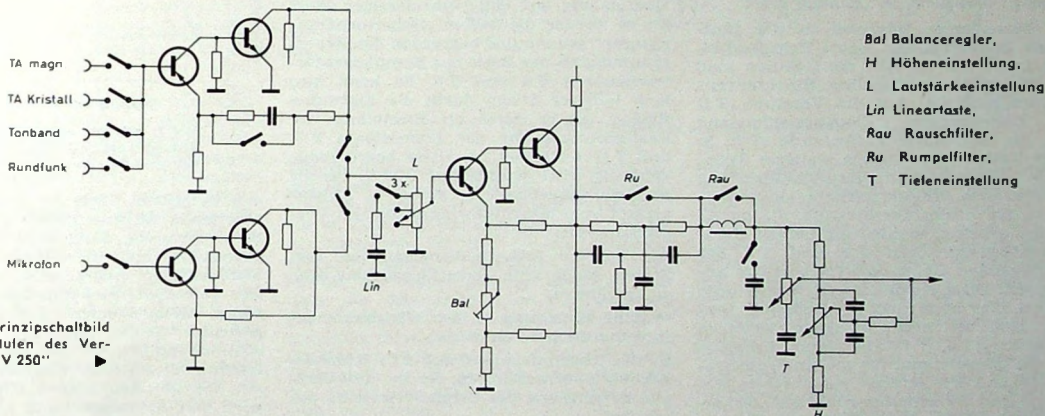 TA magn
TA Kristall
Tonband
Rundfunk
Mikrofon
L
3 x
Lin
Bal
Ru
Rau
T
H
Bal Balanceregler,
H Höheneinstellung,
L Lautstärkeeinstellung
Lin Lineartaste,
Rau Rauschfilter,
Ru Rumpelfilter,
T Tiefeneinstellung
rinzipschaltbild
tufen des Ver-
V 250"